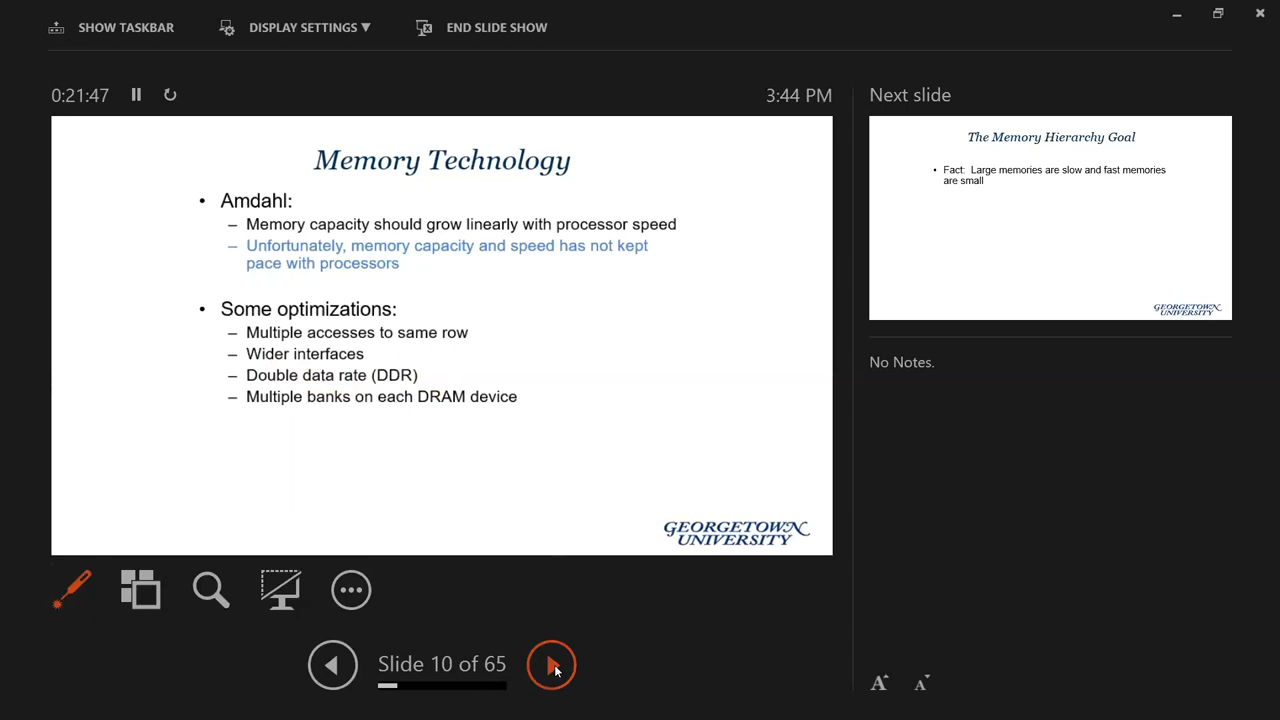 SHOW TASKBAR
DISPLAY SETTINGS ▼
END SLIDE SHOW
0:21:47
3:44 PM
Memory Technology
• Amdahl:
– Memory capacity should grow linearly with processor speed
– Unfortunately, memory capacity and speed has not kept
pace with processors
• Some optimizations:
– Multiple accesses to same row
– Wider interfaces
– Double data rate (DDR)
– Multiple banks on each DRAM device
GEORGETOWN
UNIVERSITY
Slide 10 of 65
Next slide
The Memory Hierarchy Goal
• Fact: Large memories are slow and fast memories
are small
GEORGETOWN
UNIVERSITY
No Notes.
A
A